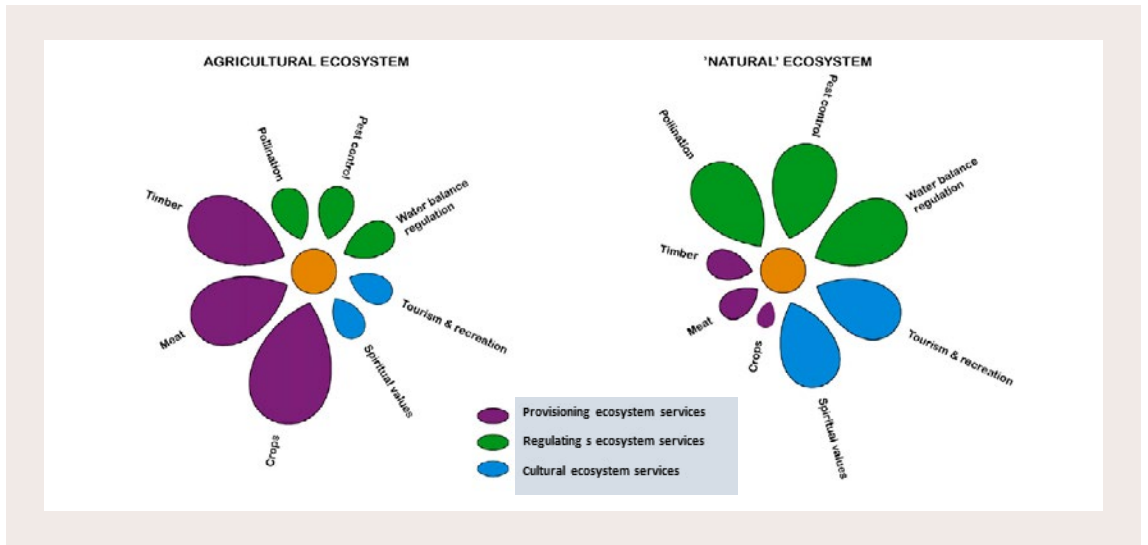 AGRICULTURAL ECOSYSTEM
Pollination
Pest control
Timber
Water balance
regulation
Meat
Tourism & recreation
Spiritual values
Crops
'NATURAL' ECOSYSTEM
Pest control
Pollination
Water balance
regulation
Timber
Meat
Crops
Tourism & recreation
Spiritual values
Provisioning ecosystem services
Regulating s ecosystem services
Cultural ecosystem services